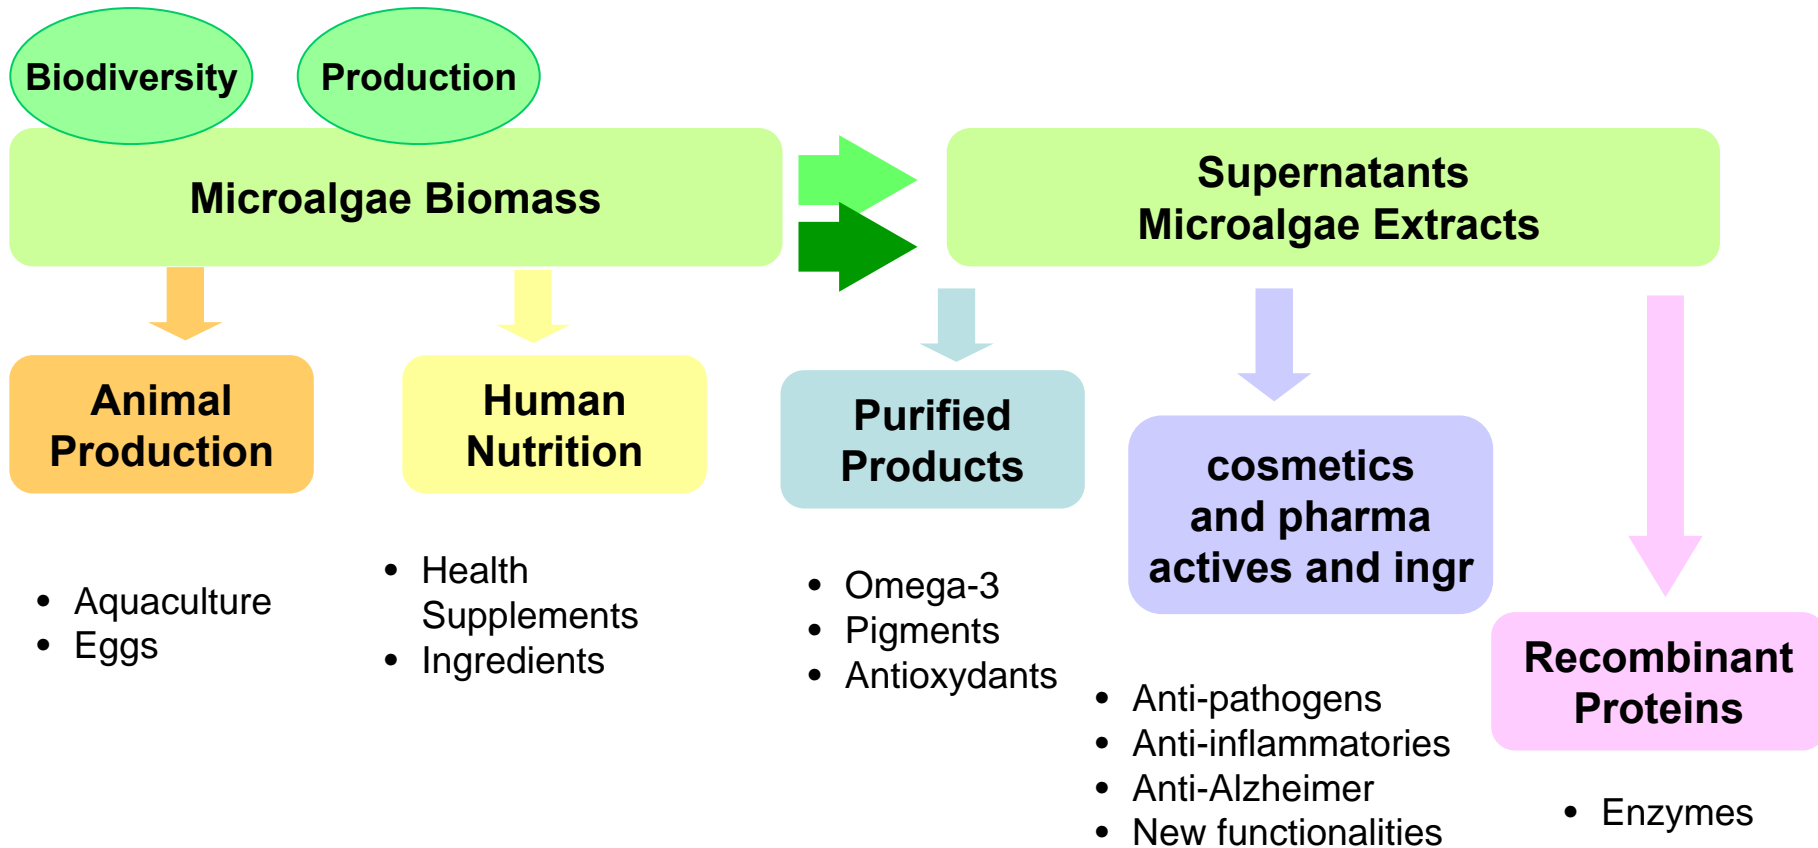 Biodiversity
Production
Microalgae Biomass
Supernatants
Microalgae Extracts
Animal
Production
Human
Nutrition
Purified
Products
cosmetics
and pharma
actives and ingr
Recombinant
Proteins
• Aquaculture
• Eggs
• Health
Supplements
• Ingredients
• Omega-3
• Pigments
• Antioxydants
• Anti-pathogens
• Anti-inflammatories
• Anti-Alzheimer
• New functionalities
• Enzymes